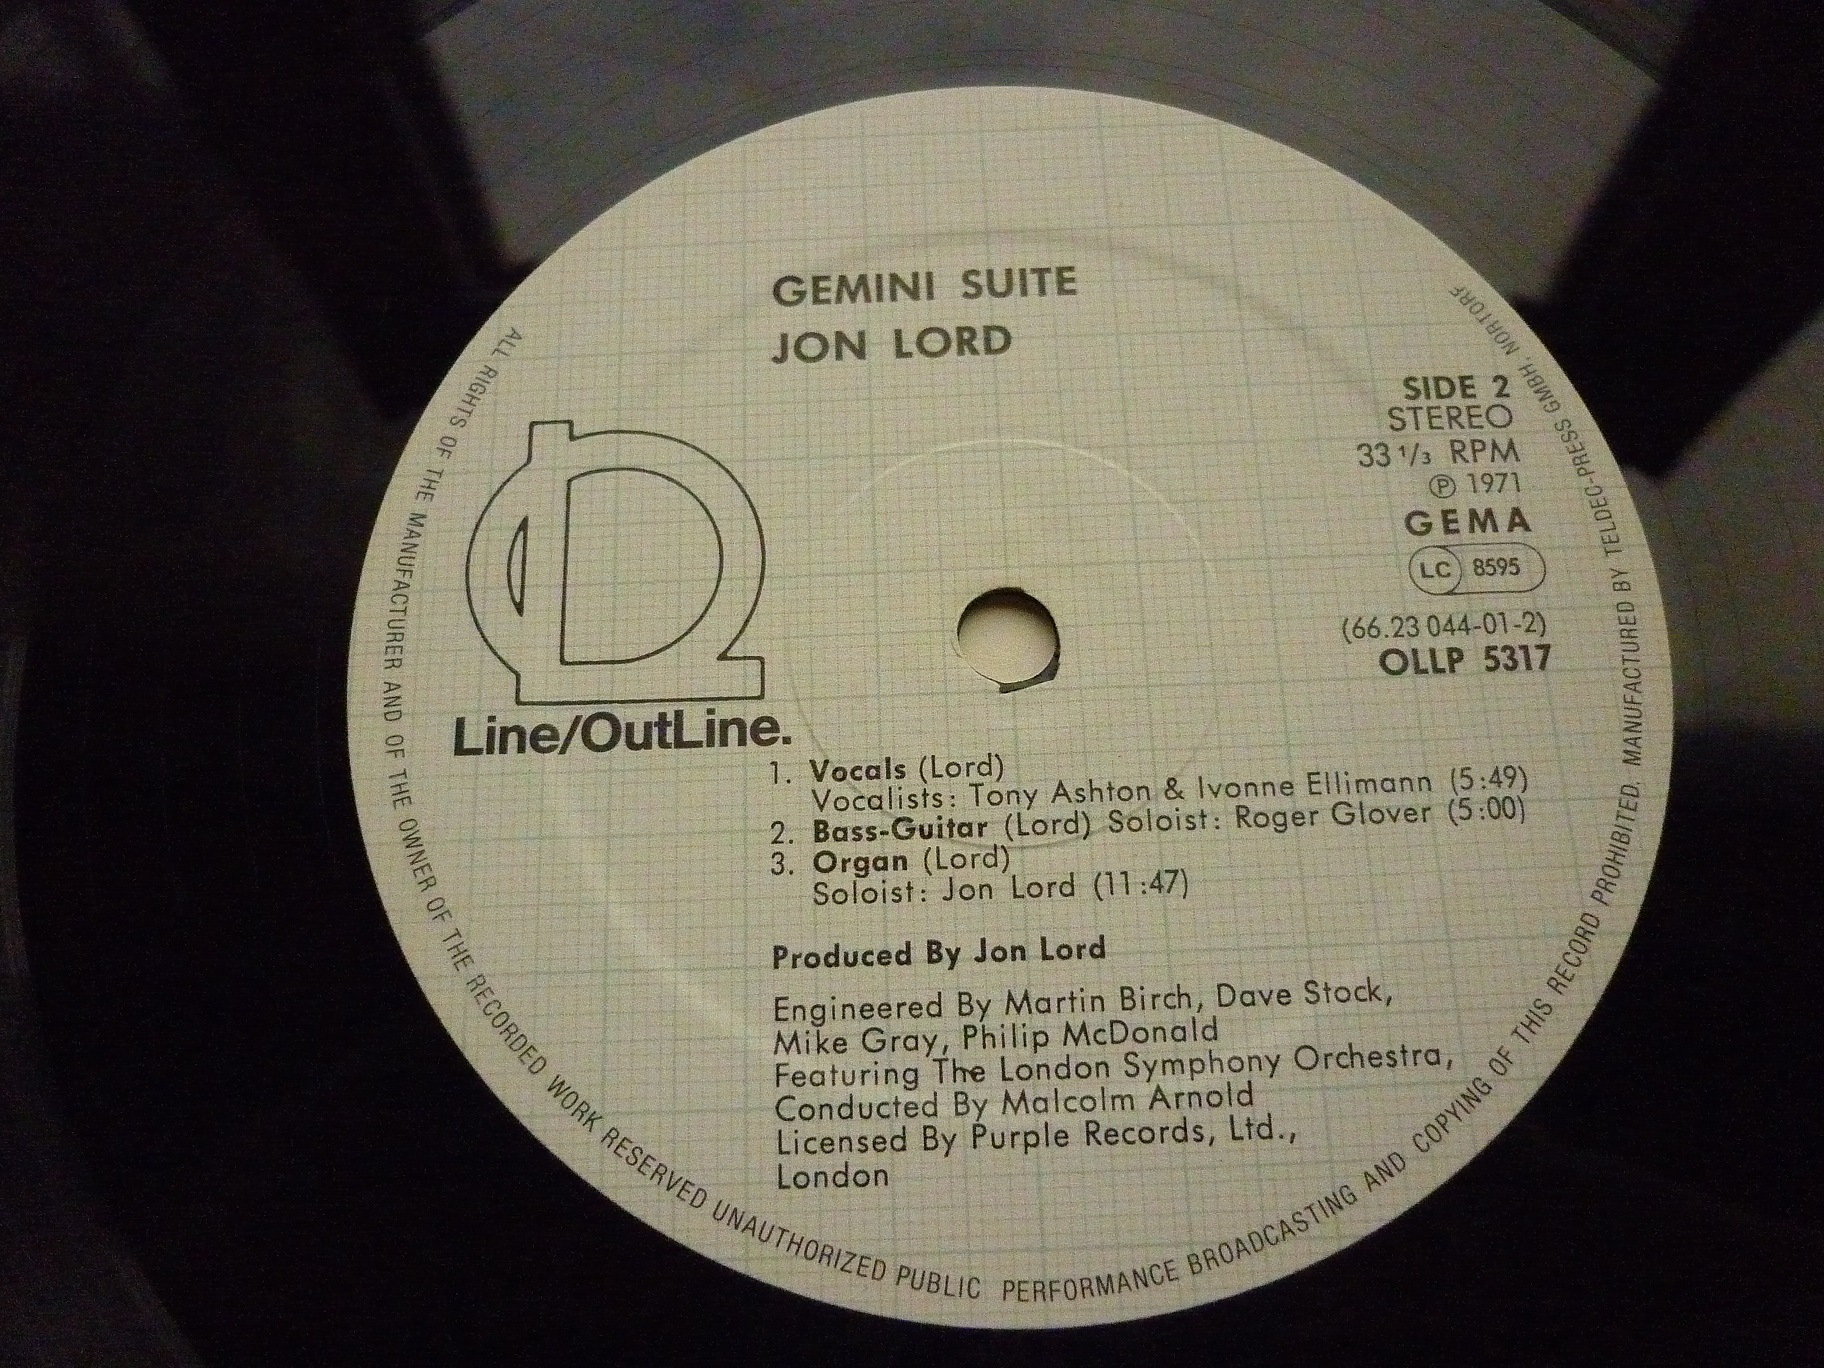 GEMINI SUITE
JON LORD
SIDE 2
STEREO
33 1/3 RPM
Ⓟ 1971
GEMA
LC 8595
(66.23 044-01-2)
OLLP 5317
Line/OutLine.
1. Vocals (Lord)
Vocalists: Tony Ashton & Ivonne Ellimann (5:49)
2. Bass-Guitar (Lord) Soloist: Roger Glover (5:00)
3. Organ (Lord)
Soloist: Jon Lord (11:47)
Produced By Jon Lord
Engineered By Martin Birch, Dave Stock,
Mike Gray, Philip McDonald
Featuring The London Symphony Orchestra,
Conducted By Malcolm Arnold
Licensed By Purple Records, Ltd.,
London
ALL RIGHTS OF THE MANUFACTURER AND OF THE OWNER OF THE RECORDED WORK RESERVED UNAUTHORIZED PUBLIC PERFORMANCE BROADCASTING AND COPYING OF THIS RECORD PROHIBITED. MANUFACTURED BY TELDEC-PRESS GMBH, NORTORF